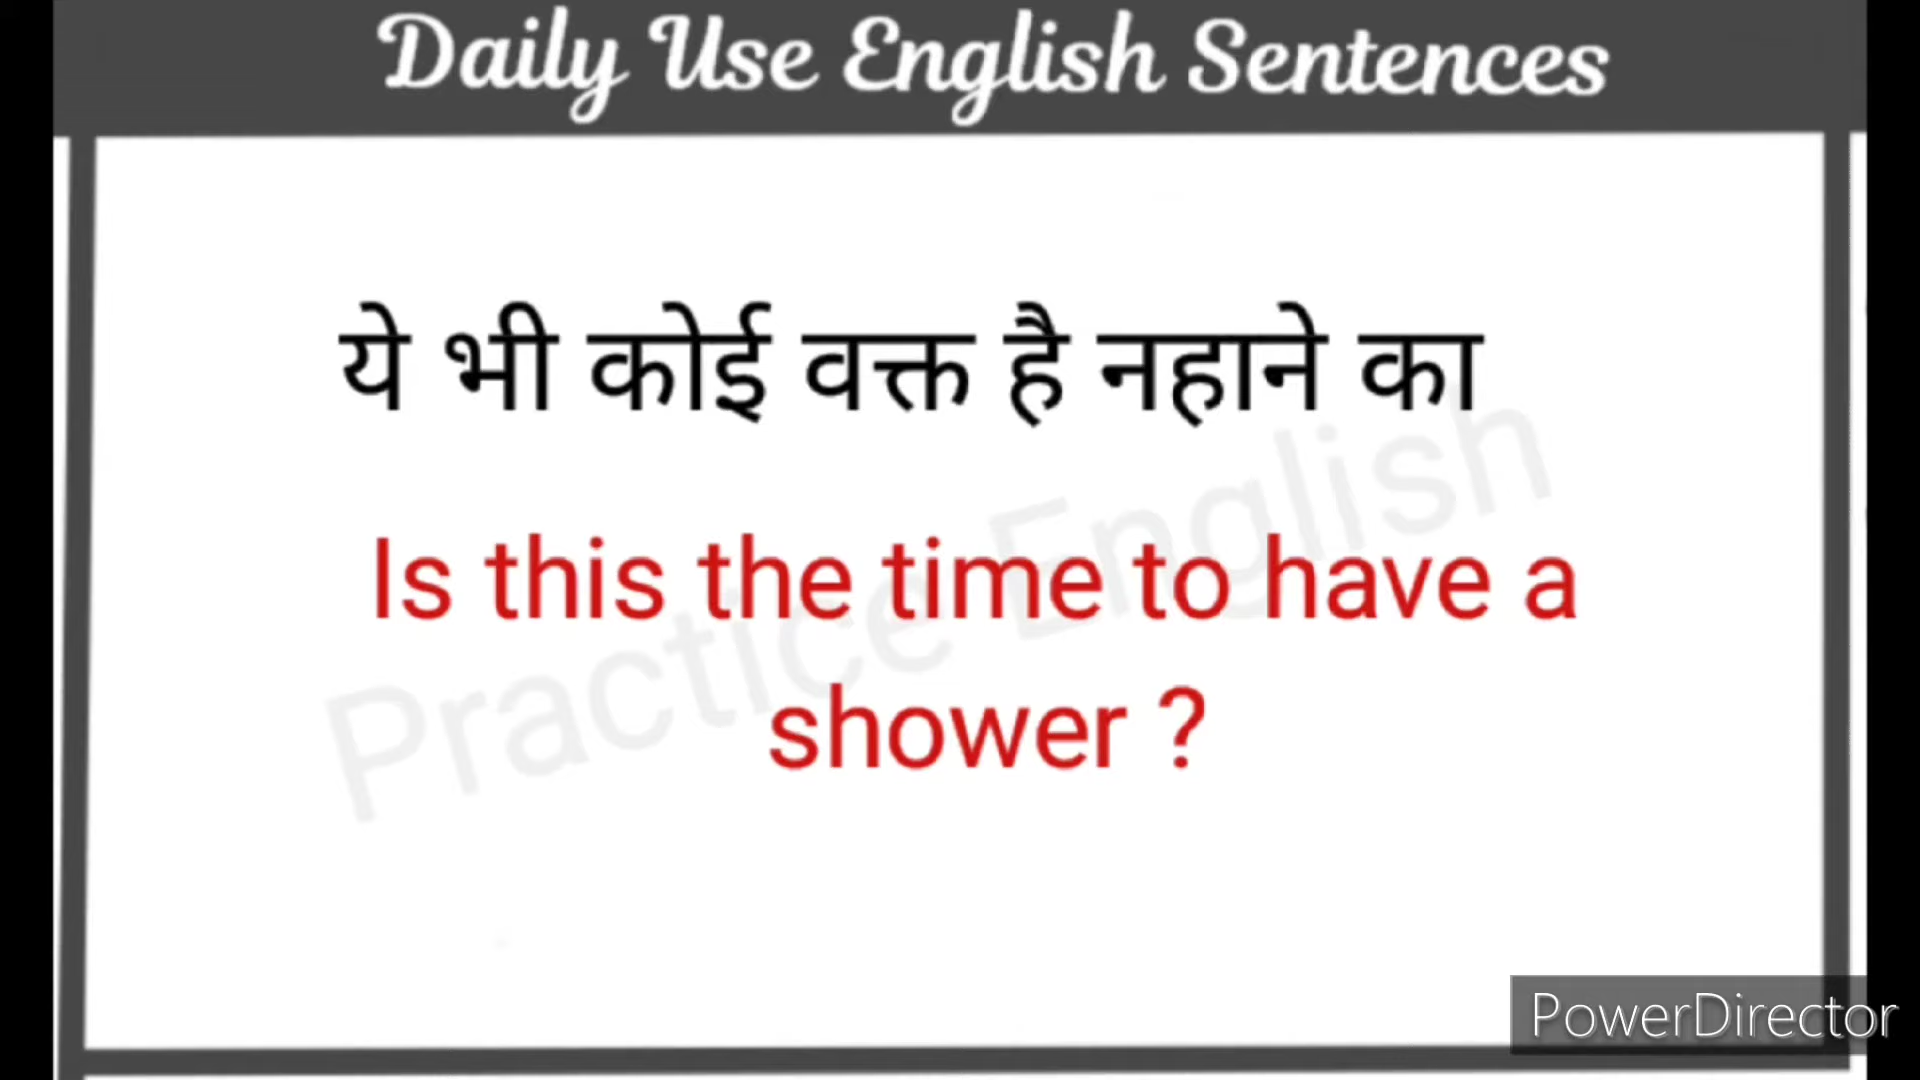 Daily Use English Sentences
ये भी कोई वक्त है नहाने का
Is this the time to have a
shower ?
Practice English
PowerDirector